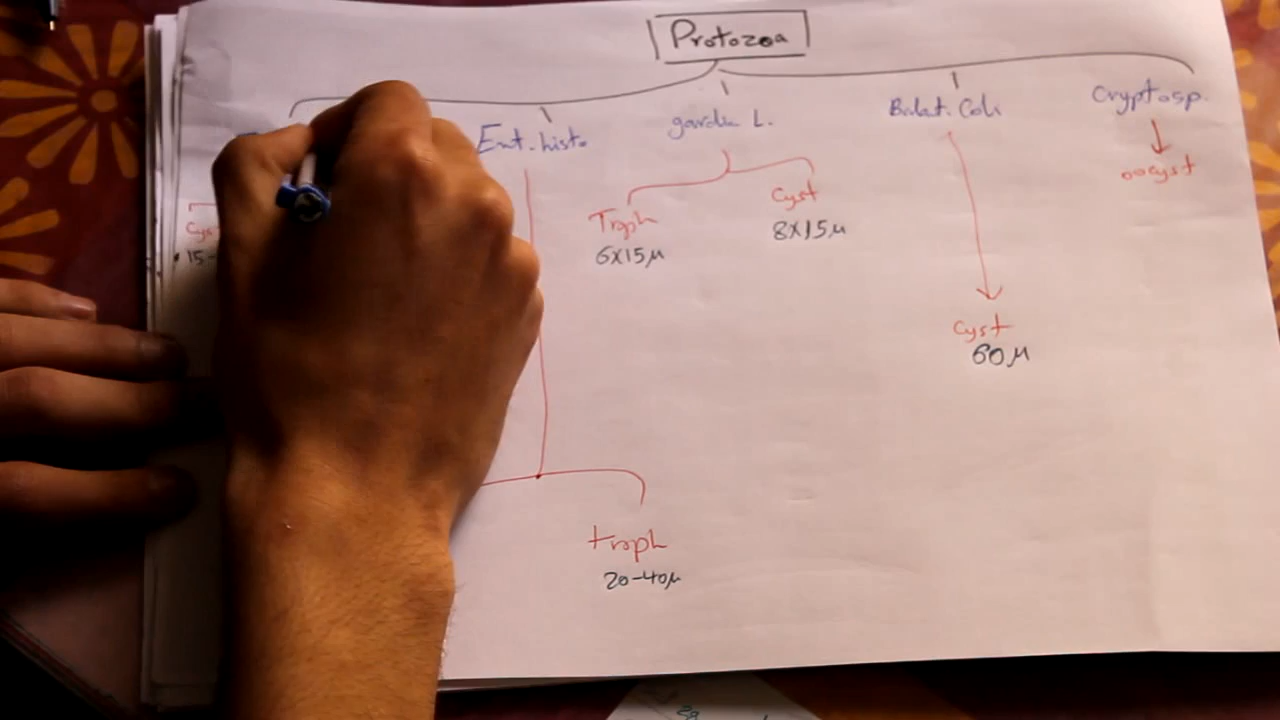 Protozoa
Ent. histo
gardia L.
Balat. Coli
Cryptosp.
Troph
6X15μ
Cyst
8X15μ
oocyst
Cyst
60μ
troph
20-40μ